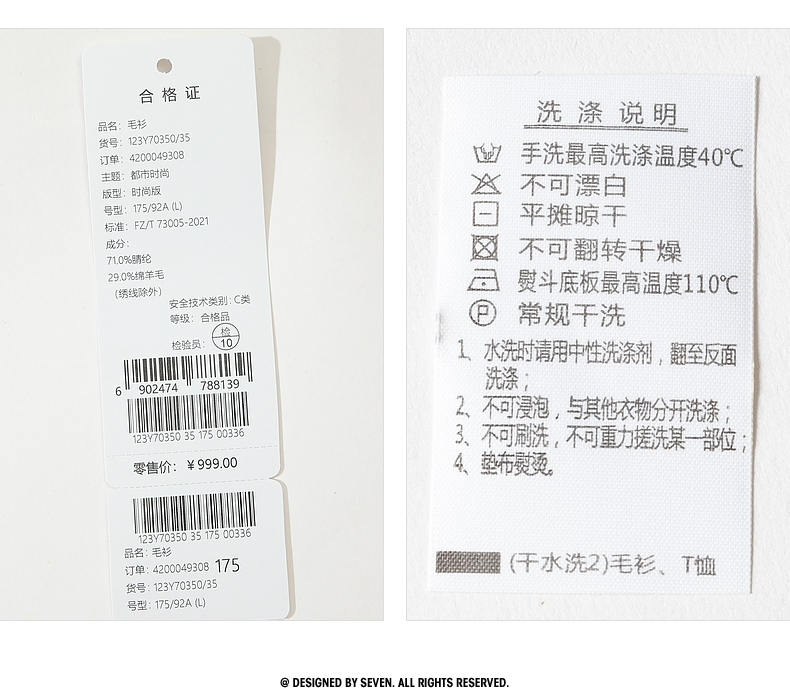 合格证
品名：毛衫
货号：123Y70350/35
订单：4200049308
主题：都市时尚
版型：时尚版
号型：175/92A (L)
标准：FZ/T 73005-2021
成分：
71.0%腈纶
29.0%绵羊毛
(绣线除外)
安全技术类别：C类
等级：合格品
检验员：检10
6 902474 788139
123Y70350 35 175 00336
零售价：￥999.00
123Y70350 35 175 00336
品名：毛衫
订单：4200049308 175
货号：123Y70350/35
号型：175/92A (L)
洗涤说明
手洗最高洗涤温度40℃
不可漂白
平摊晾干
不可翻转干燥
熨斗底板最高温度110℃
P 常规干洗
1、水洗时请用中性洗涤剂，翻至反面
洗涤；
2、不可浸泡，与其他衣物分开洗涤；
3、不可刷洗，不可重力搓洗某一部位；
4、垫布熨烫。
(干水洗2)毛衫、T恤
@ DESIGNED BY SEVEN. ALL RIGHTS RESERVED.